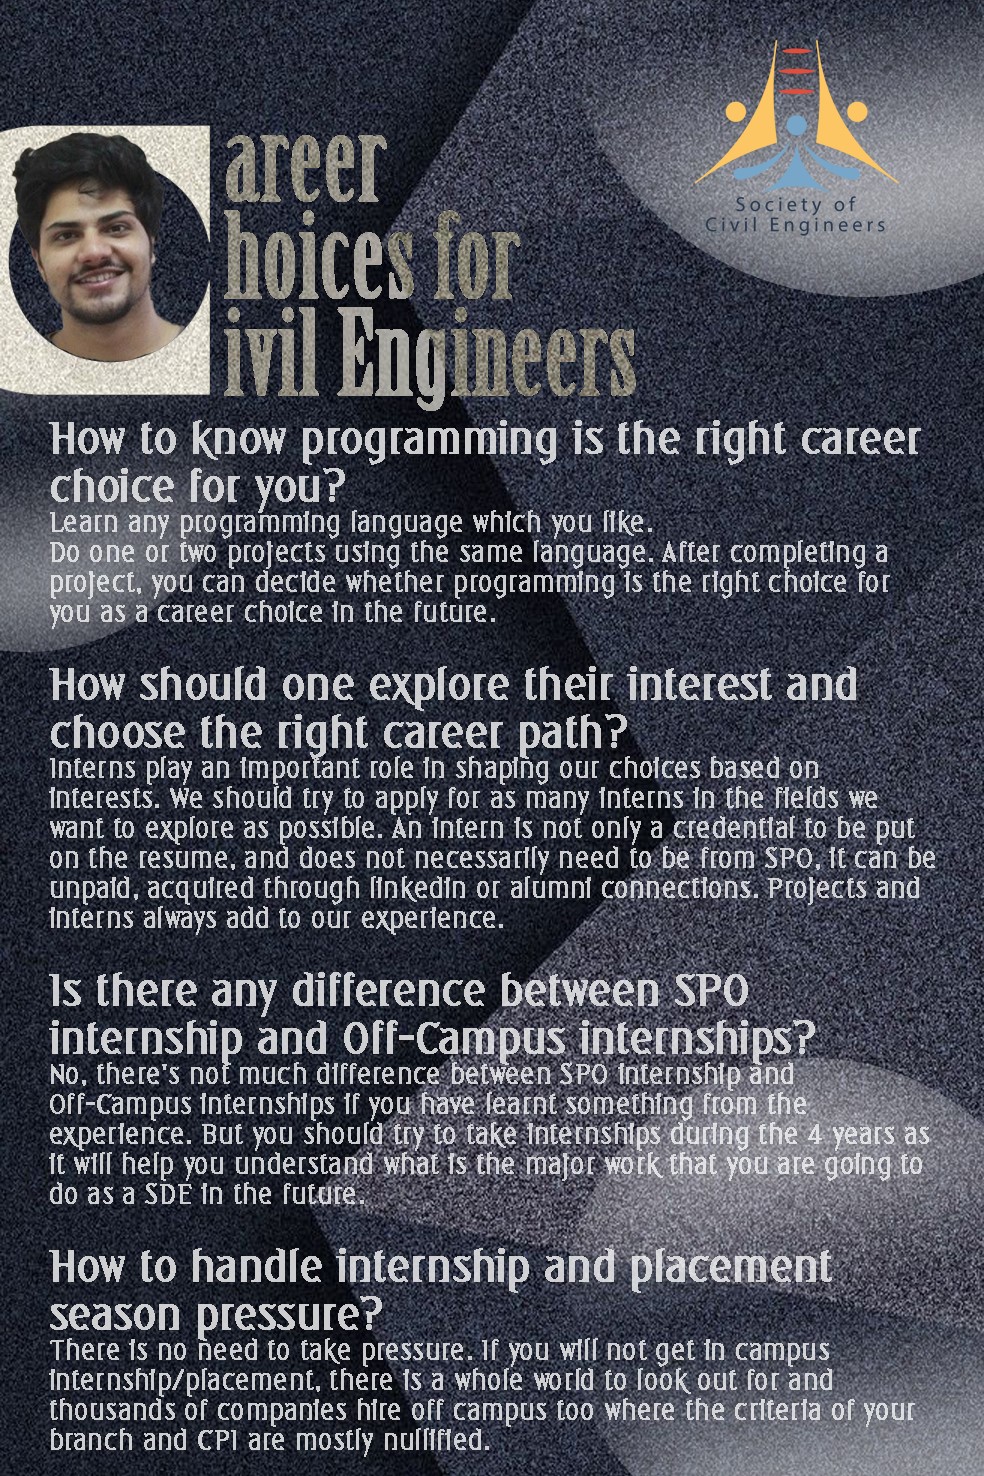 Society of
Civil Engineers
Career
Choices for
Civil Engineers
How to know programming is the right career
choice for you?
Learn any programming language which you like.
Do one or two projects using the same language. After completing a
project, you can decide whether programming is the right choice for
you as a career choice in the future.
How should one explore their interest and
choose the right career path?
Interns play an important role in shaping our choices based on
interests. We should try to apply for as many interns in the fields we
want to explore as possible. An intern is not only a credential to be put
on the resume, and does not necessarily need to be from SPO, it can be
unpaid, acquired through linkedin or alumni connections. Projects and
interns always add to our experience.
Is there any difference between SPO
internship and Off-Campus internships?
No, there's not much difference between SPO internship and
Off-Campus internships if you have learnt something from the
experience. But you should try to take internships during the 4 years as
it will help you understand what is the major work that you are going to
do as a SDE in the future.
How to handle internship and placement
season pressure?
There is no need to take pressure. If you will not get in campus
internship/placement, there is a whole world to look out for and
thousands of companies hire off campus too where the criteria of your
branch and CPI are mostly nullified.